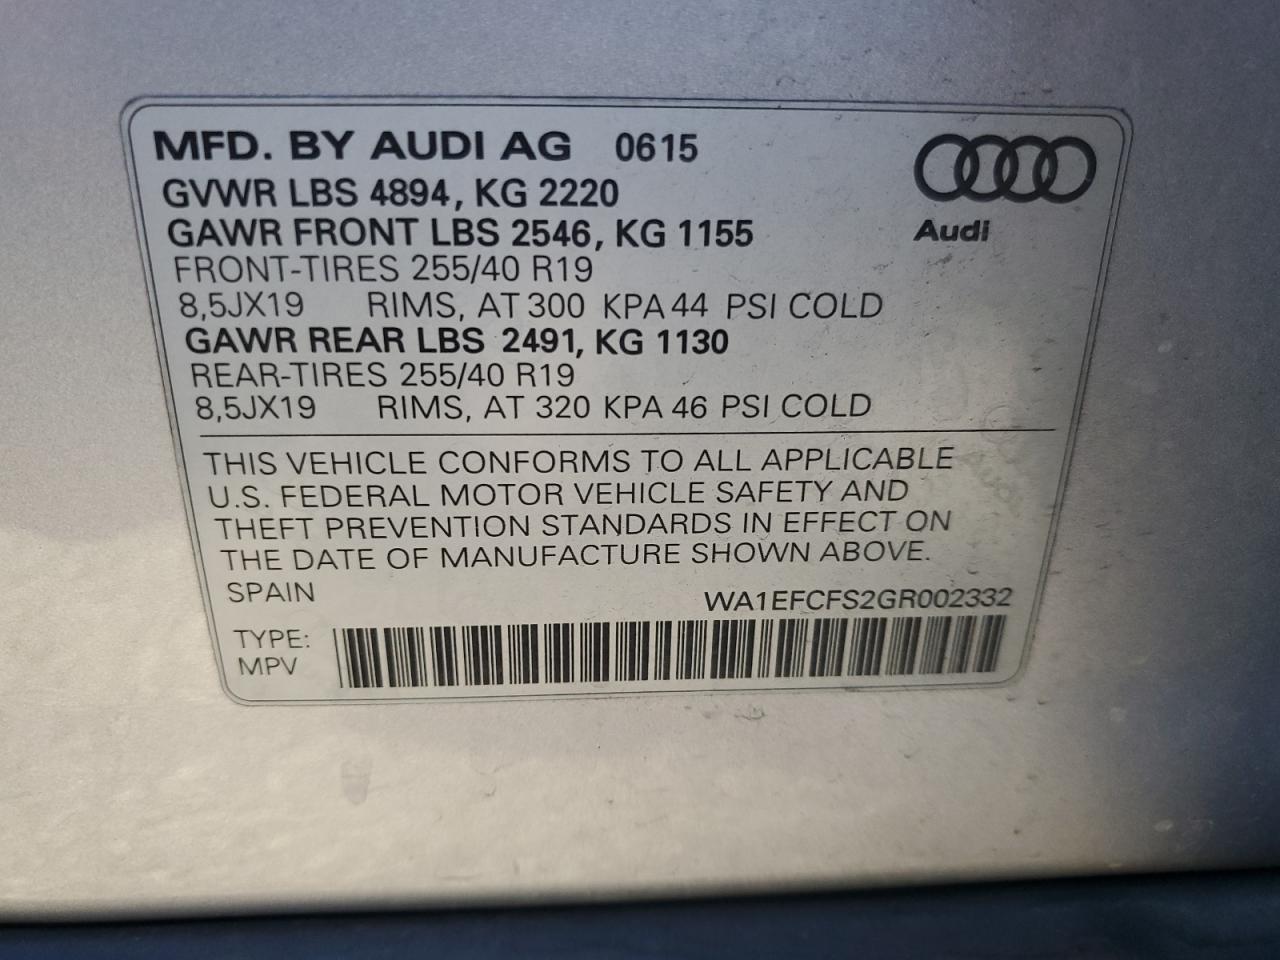 MFD. BY AUDI AG 0615
GVWR LBS 4894, KG 2220
GAWR FRONT LBS 2546, KG 1155
Audi
FRONT-TIRES 255/40 R19
8,5JX19 RIMS, AT 300 KPA 44 PSI COLD
GAWR REAR LBS 2491, KG 1130
REAR-TIRES 255/40 R19
8,5JX19 RIMS, AT 320 KPA 46 PSI COLD
THIS VEHICLE CONFORMS TO ALL APPLICABLE
U.S. FEDERAL MOTOR VEHICLE SAFETY AND
THEFT PREVENTION STANDARDS IN EFFECT ON
THE DATE OF MANUFACTURE SHOWN ABOVE.
SPAIN WA1EFCFS2GR002332
TYPE:
MPV